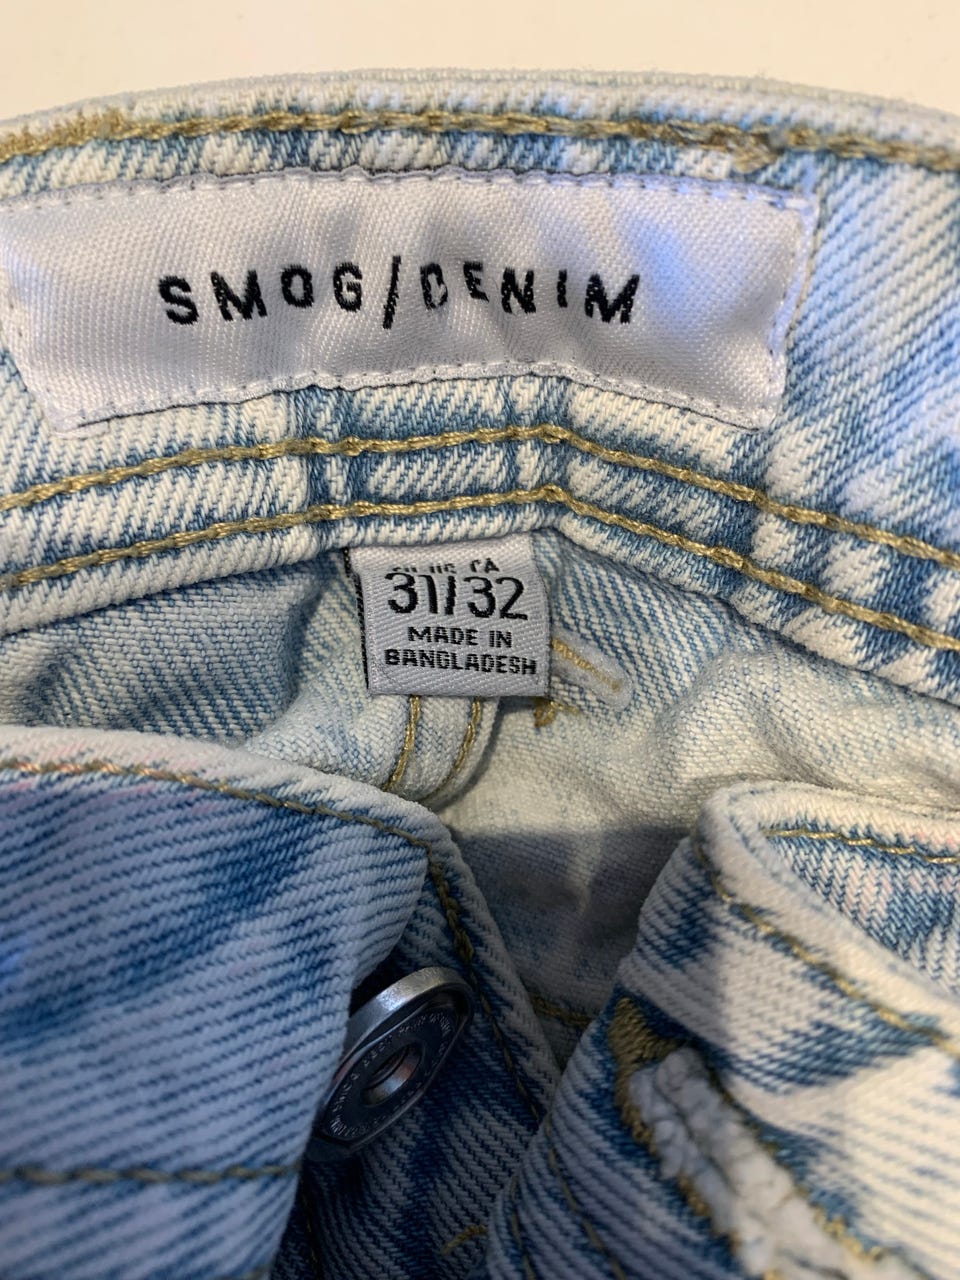 SMOG/DENIM
31/32
MADE IN
BANGLADESH